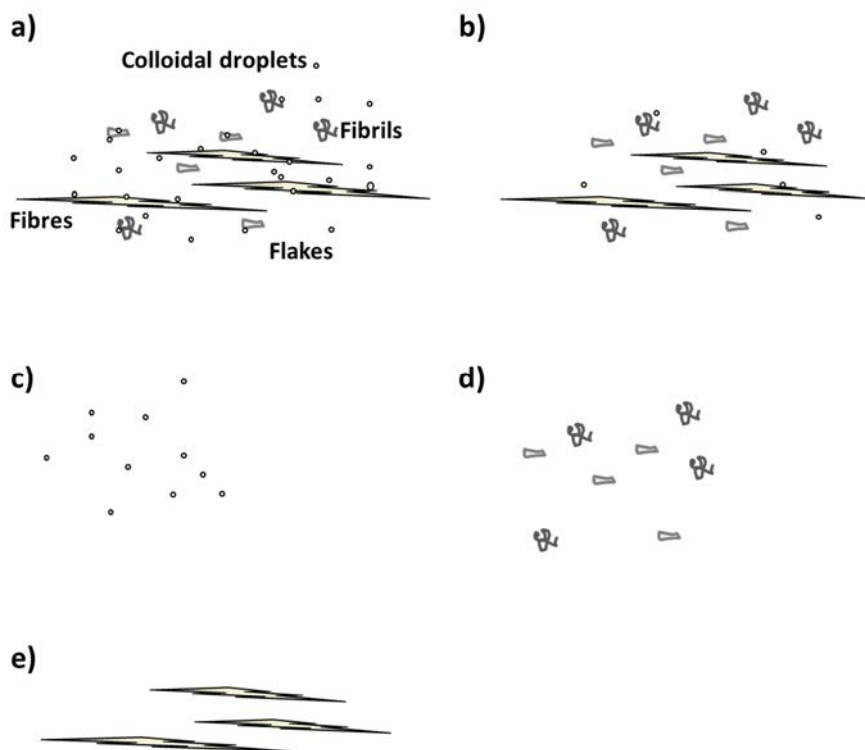 a)
b)
Colloidal droplets
Fibrils
Fibres
Flakes
c)
d)
e)